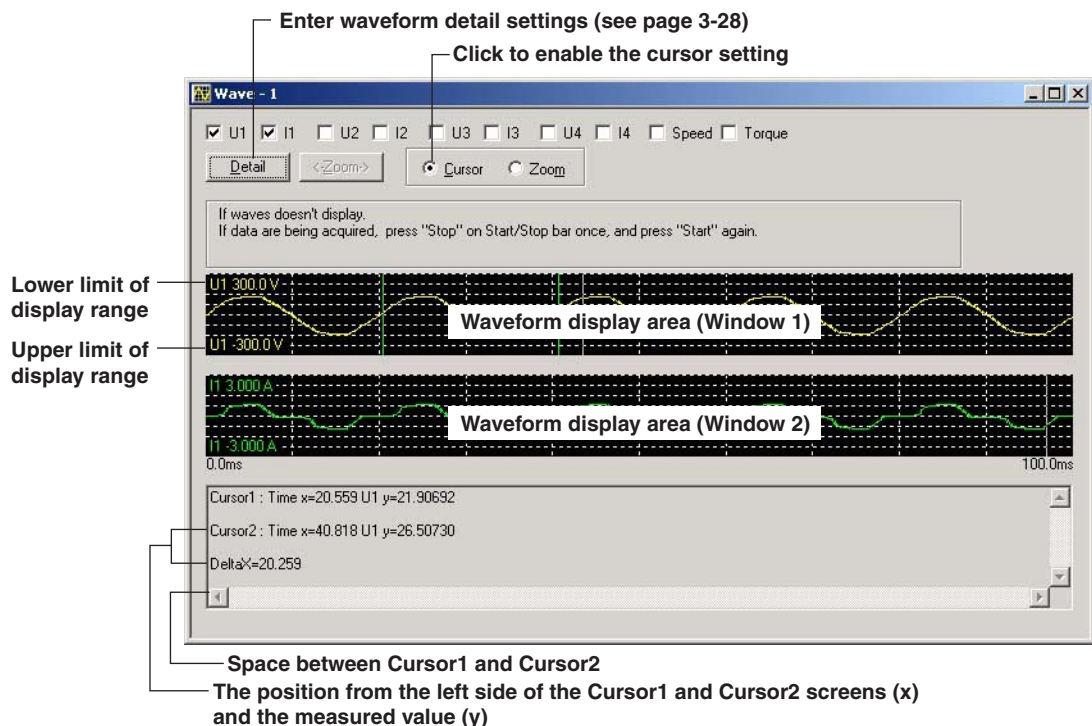 Enter waveform detail settings (see page 3-28)
Click to enable the cursor setting
Wave - 1
U1 I1 U2 I2 U3 I3 U4 I4 Speed Torque
Detail <-Zoom-> Cursor Zoom
If waves doesn't display.
If data are being acquired, press "Stop" on Start/Stop bar once, and press "Start" again.
Lower limit of
display range
U1 300.0 V
Waveform display area (Window 1)
Upper limit of
display range
U1 -300.0 V
I1 3.000 A
Waveform display area (Window 2)
I1 -3.000 A
0.0ms 100.0ms
Cursor1 : Time x=20.559 U1 y=21.90692
Cursor2 : Time x=40.818 U1 y=26.50730
DeltaX=20.259
Space between Cursor1 and Cursor2
The position from the left side of the Cursor1 and Cursor2 screens (x)
and the measured value (y)